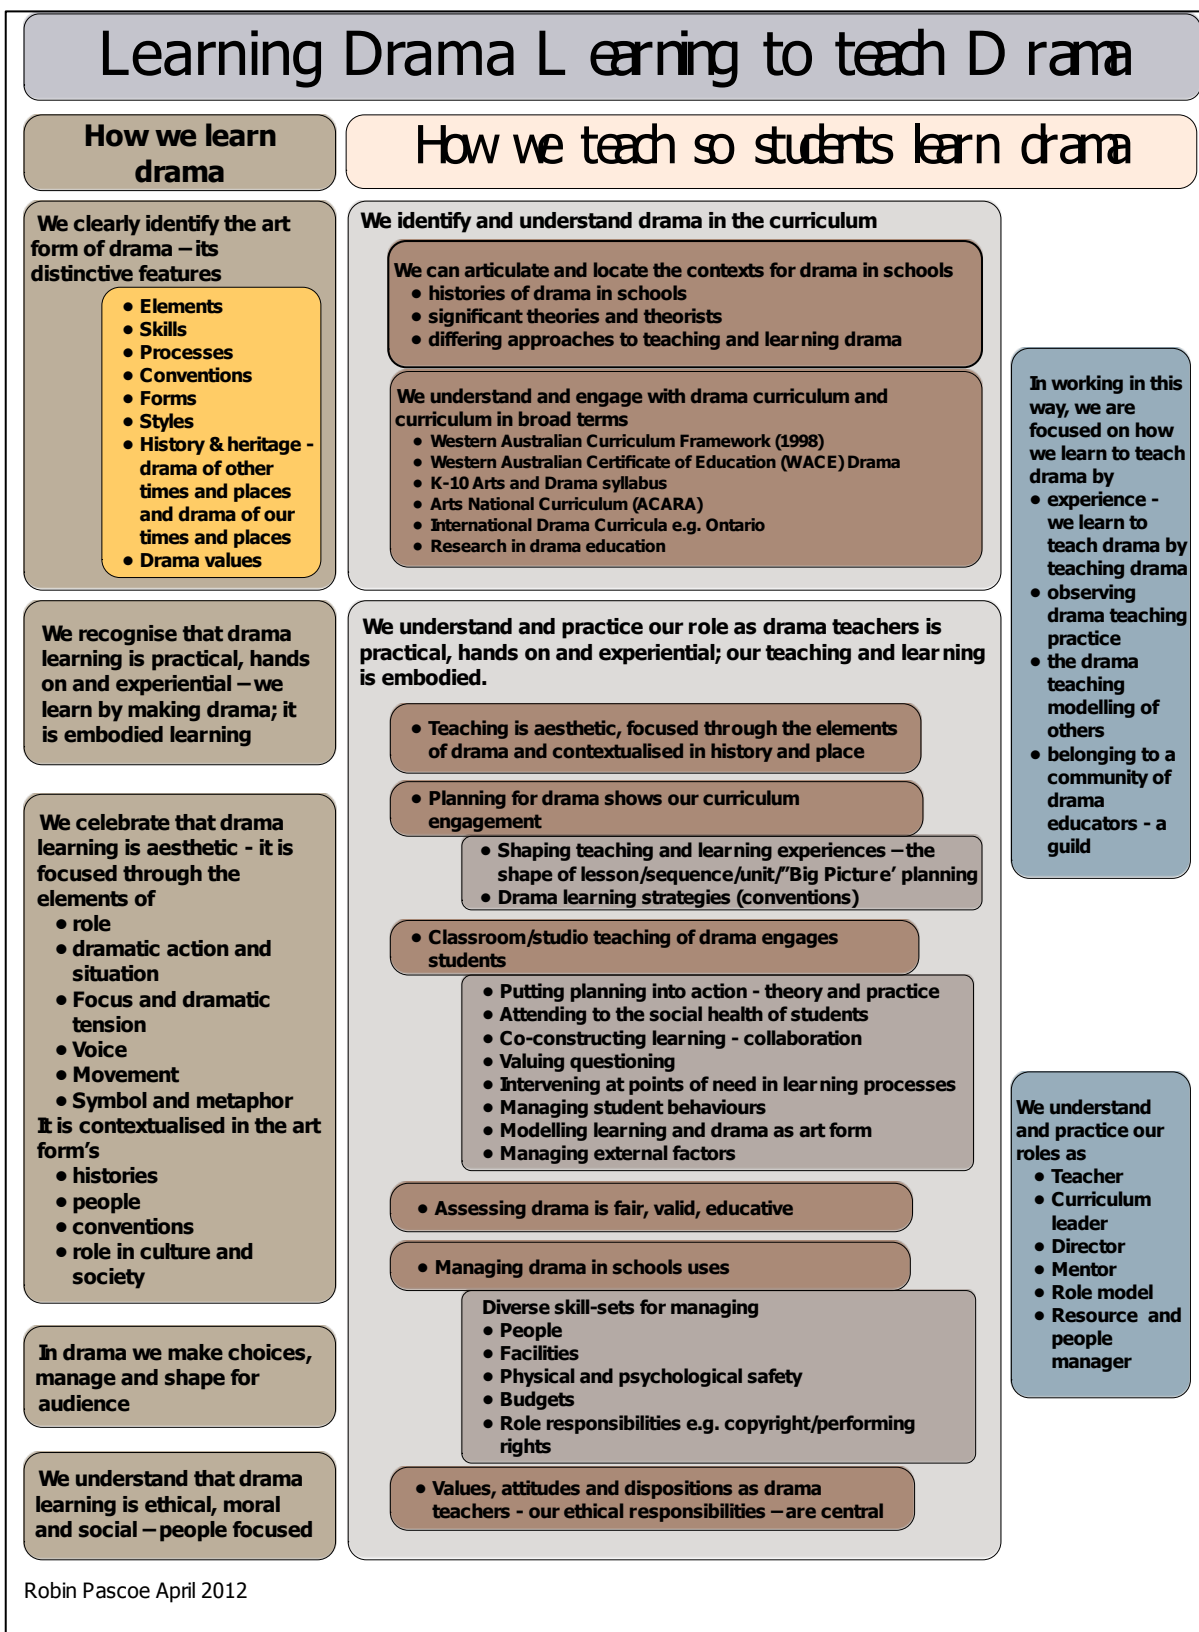 Learning Drama Learning to teach Drama
How we learn
drama
How we teach so students learn drama
We clearly identify the art
form of drama – its
distinctive features
• Elements
• Skills
• Processes
• Conventions
• Forms
• Styles
• History & heritage -
drama of other
times and places
and drama of our
times and places
• Drama values
We recognise that drama
learning is practical, hands
on and experiential – we
learn by making drama; it
is embodied learning
We celebrate that drama
learning is aesthetic - it is
focused through the
elements of
• role
• dramatic action and
situation
• Focus and dramatic
tension
• Voice
• Movement
• Symbol and metaphor
It is contextualised in the art
form's
• histories
• people
• conventions
• role in culture and
society
In drama we make choices,
manage and shape for
audience
We understand that drama
learning is ethical, moral
and social – people focused
We identify and understand drama in the curriculum
We can articulate and locate the contexts for drama in schools
• histories of drama in schools
• significant theories and theorists
• differing approaches to teaching and learning drama
We understand and engage with drama curriculum and
curriculum in broad terms
• Western Australian Curriculum Framework (1998)
• Western Australian Certificate of Education (WACE) Drama
• K-10 Arts and Drama syllabus
• Arts National Curriculum (ACARA)
• International Drama Curricula e.g. Ontario
• Research in drama education
We understand and practice our role as drama teachers is
practical, hands on and experiential; our teaching and learning
is embodied.
• Teaching is aesthetic, focused through the elements
of drama and contextualised in history and place
• Planning for drama shows our curriculum
engagement
• Shaping teaching and learning experiences – the
shape of lesson/sequence/unit/"Big Picture' planning
• Drama learning strategies (conventions)
• Classroom/studio teaching of drama engages
students
• Putting planning into action - theory and practice
• Attending to the social health of students
• Co-constructing learning - collaboration
• Valuing questioning
• Intervening at points of need in learning processes
• Managing student behaviours
• Modelling learning and drama as art form
• Managing external factors
• Assessing drama is fair, valid, educative
• Managing drama in schools uses
Diverse skill-sets for managing
• People
• Facilities
• Physical and psychological safety
• Budgets
• Role responsibilities e.g. copyright/performing
rights
• Values, attitudes and dispositions as drama
teachers - our ethical responsibilities – are central
In working in this
way, we are
focused on how
we learn to teach
drama by
• experience -
we learn to
teach drama by
teaching drama
• observing
drama teaching
practice
• the drama
teaching
modelling of
others
• belonging to a
community of
drama
educators - a
guild
We understand
and practice our
roles as
• Teacher
• Curriculum
leader
• Director
• Mentor
• Role model
• Resource and
people
manager
Robin Pascoe April 2012